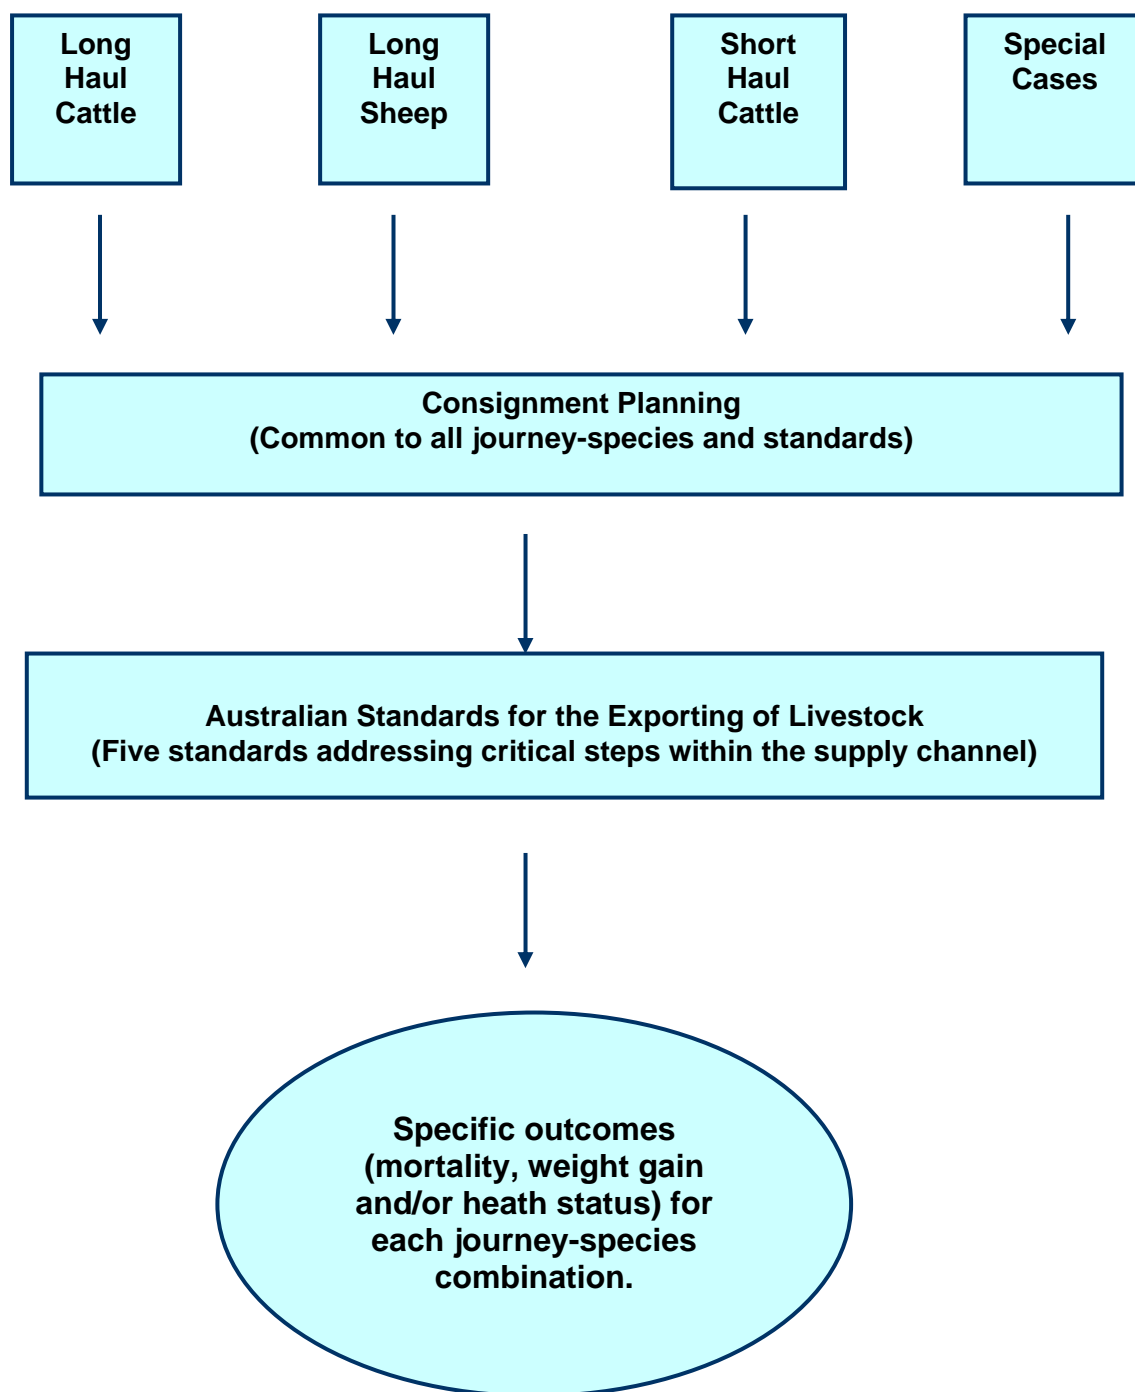 Long
Haul
Cattle
Long
Haul
Sheep
Short
Haul
Cattle
Special
Cases
Consignment Planning
(Common to all journey-species and standards)
Australian Standards for the Exporting of Livestock
(Five standards addressing critical steps within the supply channel)
Specific outcomes
(mortality, weight gain
and/or heath status) for
each journey-species
combination.